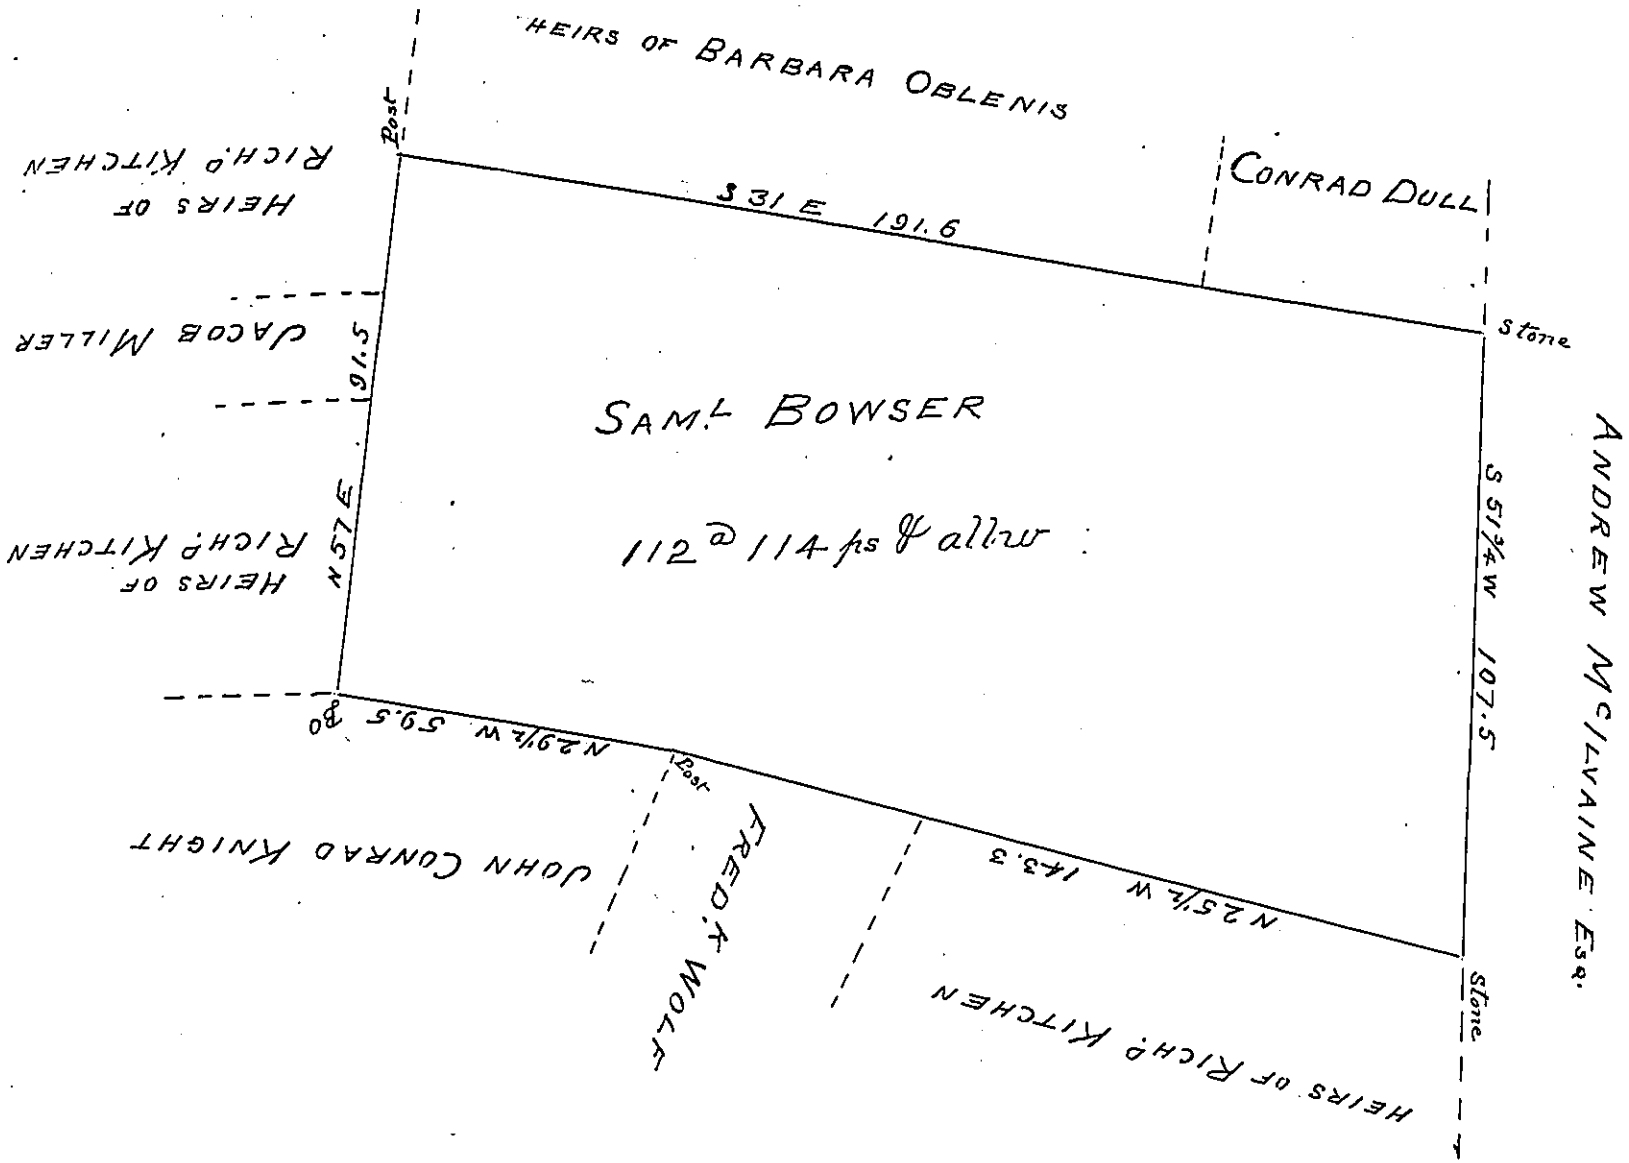 HEIRS OF BARBARA OBLENIS
CONRAD DULL
Post
HEIRS OF
RICH.D KITCHEN
S 31 E 191.6
Stone
JACOB MILLER
91.5
N 57 E
SAM.L BOWSER
112 a 114 ps & allw :
S 51¾ W 107.5
ANDREW McILVAINE Esq.
HEIRS OF
RICH.D KITCHEN
N 29½ W 59.5
Post
JOHN CONRAD KNIGHT
FRED.K WOLF
N 25½ W 143.3
Stone
HEIRS OF RICH.D KITCHEN